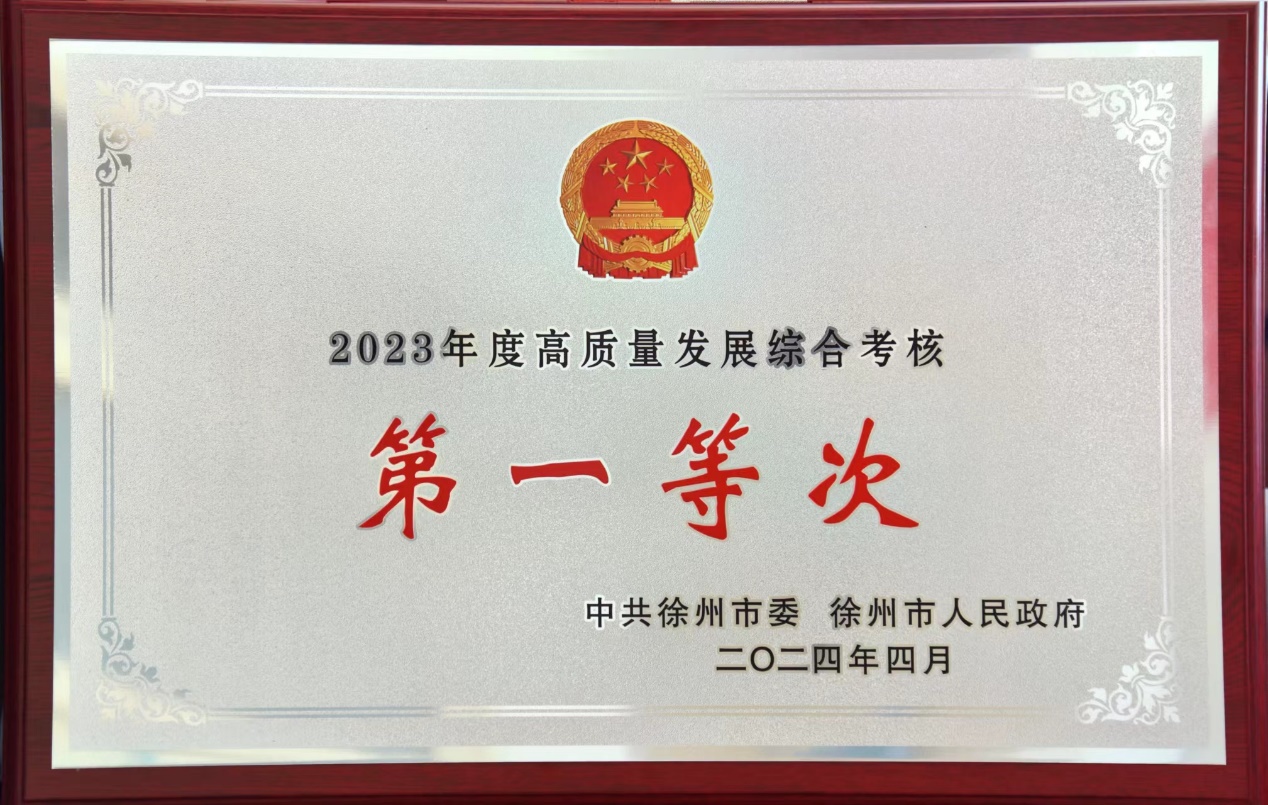 2023年度高质量发展综合考核
第一等次
中共徐州市委 徐州市人民政府
二〇二四年四月